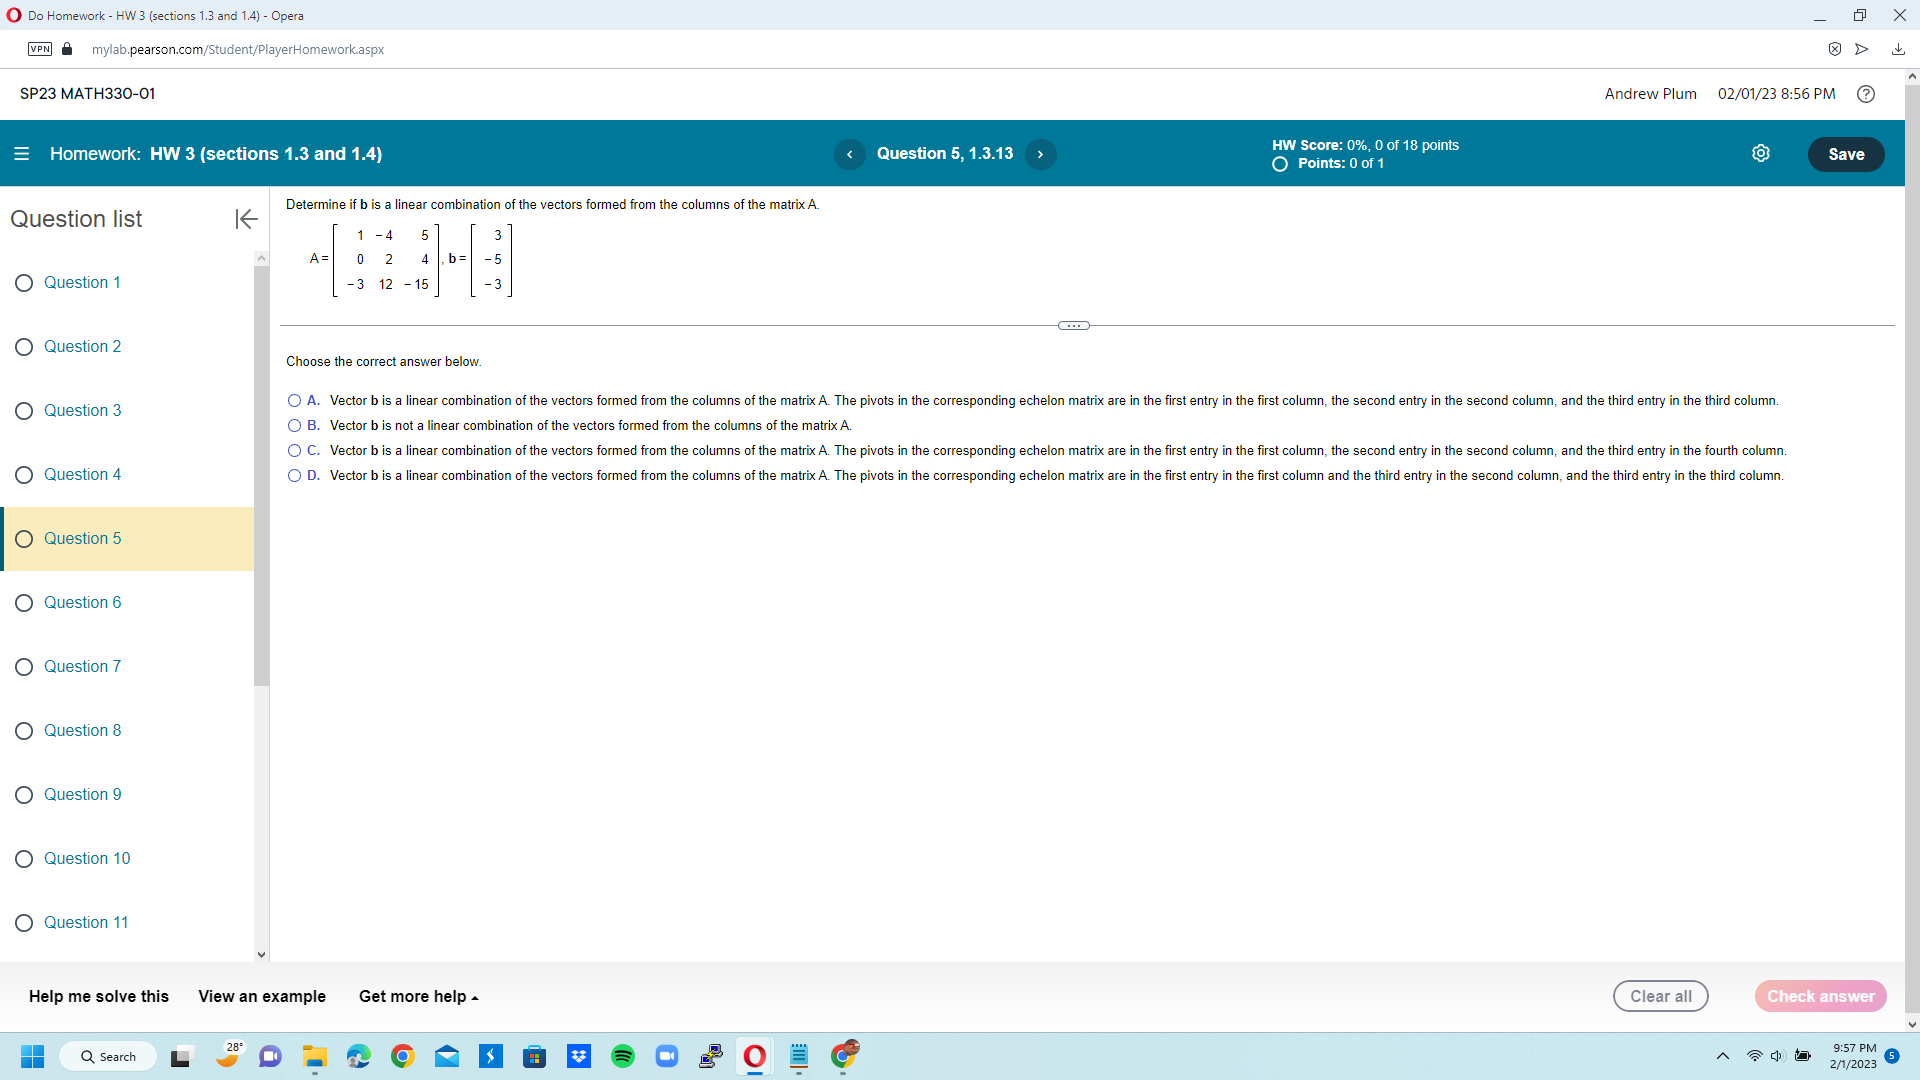 Do Homework - HW 3 (sections 1.3 and 1.4) - Opera
VPN mylab.pearson.com/Student/PlayerHomework.aspx
SP23 MATH330-01
Andrew Plum 02/01/23 8:56 PM ?
Homework: HW 3 (sections 1.3 and 1.4)
Question 5, 1.3.13
HW Score: 0%, 0 of 18 points
Points: 0 of 1
Save
Question list
Question 1
Question 2
Question 3
Question 4
Question 5
Question 6
Question 7
Question 8
Question 9
Question 10
Question 11
Determine if b is a linear combination of the vectors formed from the columns of the matrix A.
1 -4 5 3
A = 0 2 4 , b = -5
-3 12 -15 -3
Choose the correct answer below.
A. Vector b is a linear combination of the vectors formed from the columns of the matrix A. The pivots in the corresponding echelon matrix are in the first entry in the first column, the second entry in the second column, and the third entry in the third column.
B. Vector b is not a linear combination of the vectors formed from the columns of the matrix A.
C. Vector b is a linear combination of the vectors formed from the columns of the matrix A. The pivots in the corresponding echelon matrix are in the first entry in the first column, the second entry in the second column, and the third entry in the fourth column.
D. Vector b is a linear combination of the vectors formed from the columns of the matrix A. The pivots in the corresponding echelon matrix are in the first entry in the first column and the third entry in the second column, and the third entry in the third column.
Help me solve this
View an example
Get more help
Clear all
Check answer
Search
28°
9:57 PM
2/1/2023
5